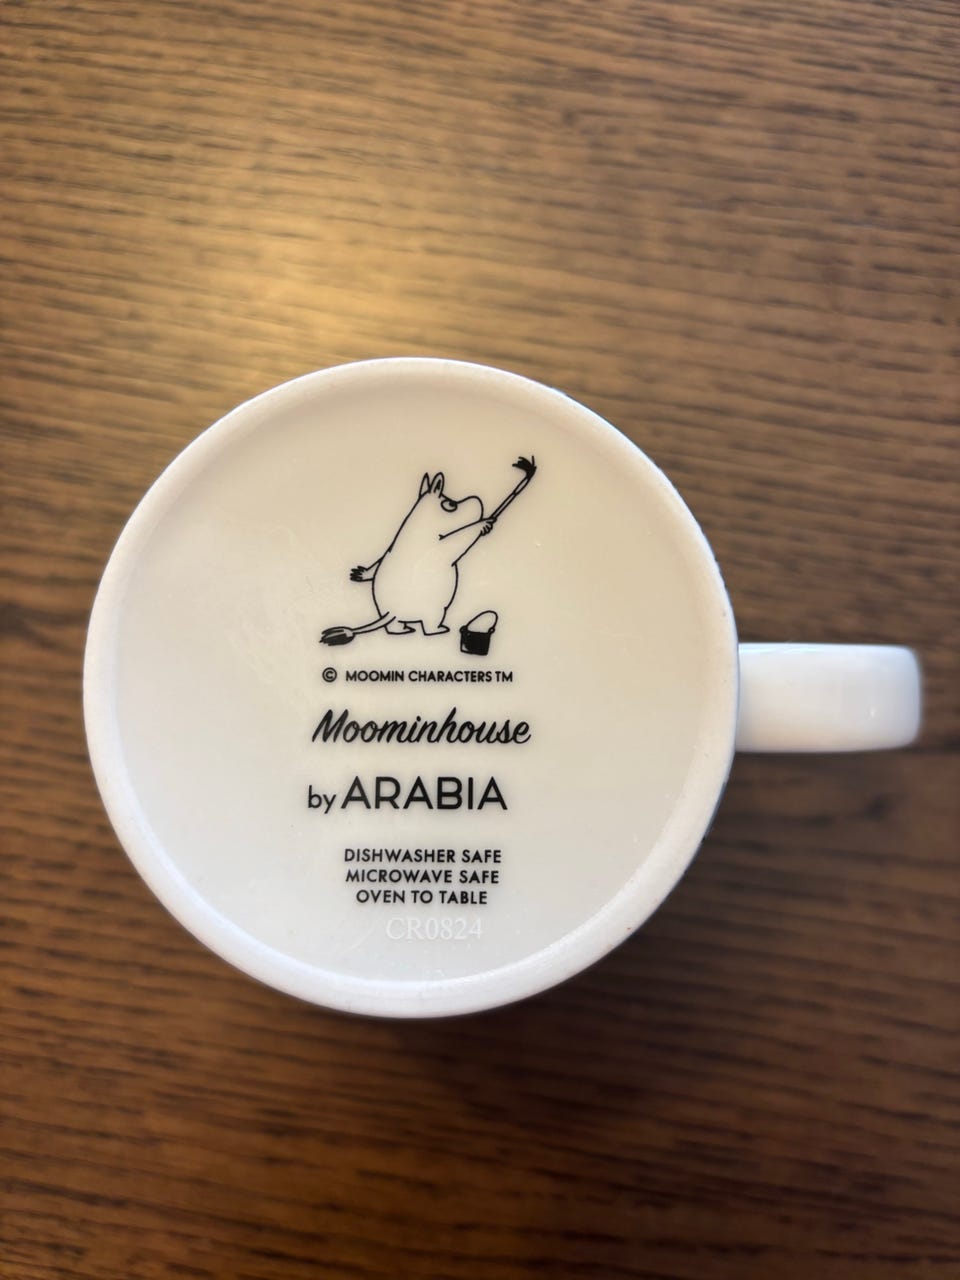 © MOOMIN CHARACTERS TM
Moominhouse
by ARABIA
DISHWASHER SAFE
MICROWAVE SAFE
OVEN TO TABLE
CR0824